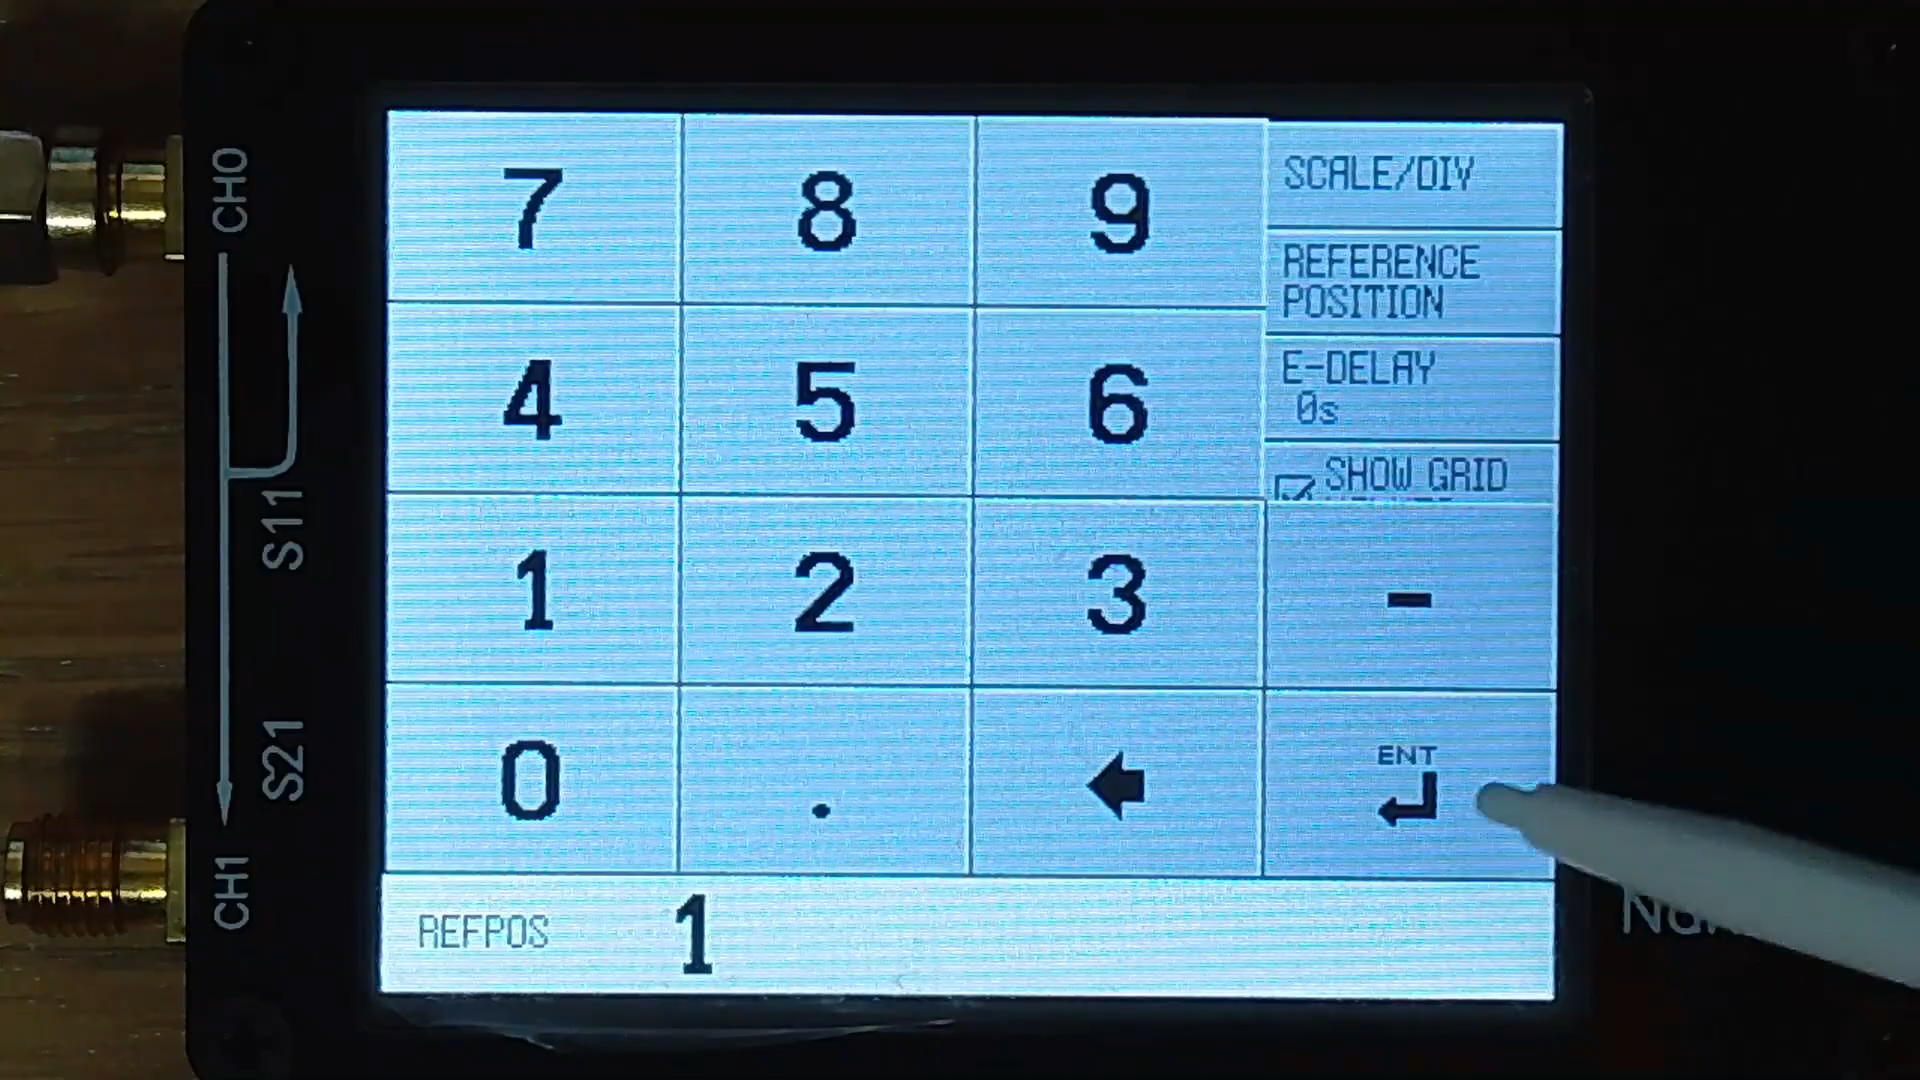 CH0
S11
S21
CH1
7 8 9
4 5 6
1 2 3 -
0 . ENT
SCALE/DIV
REFERENCE
POSITION
E-DELAY
0s
SHOW GRID
REFPOS 1